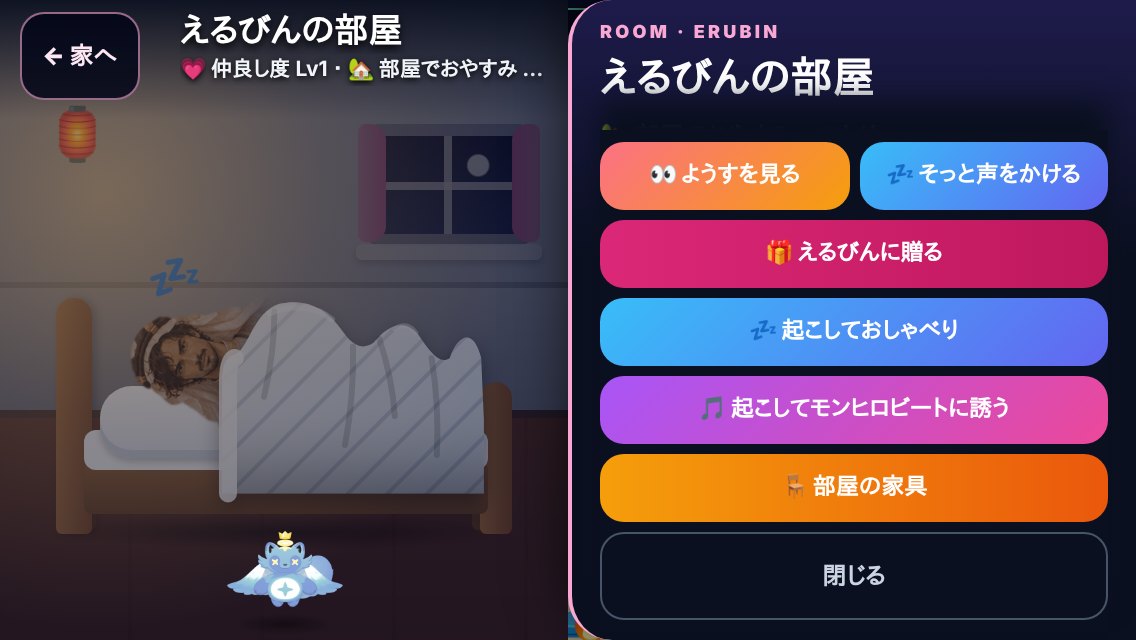 ← 家へ
えるびんの部屋
💗 仲良し度 Lv1・🏡 部屋でおやすみ …
ROOM · ERUBIN
えるびんの部屋
👀 ようすを見る
💤 そっと声をかける
🎁 えるびんに贈る
💤 起こしておしゃべり
🎵 起こしてモンヒロビートに誘う
🪑 部屋の家具
閉じる